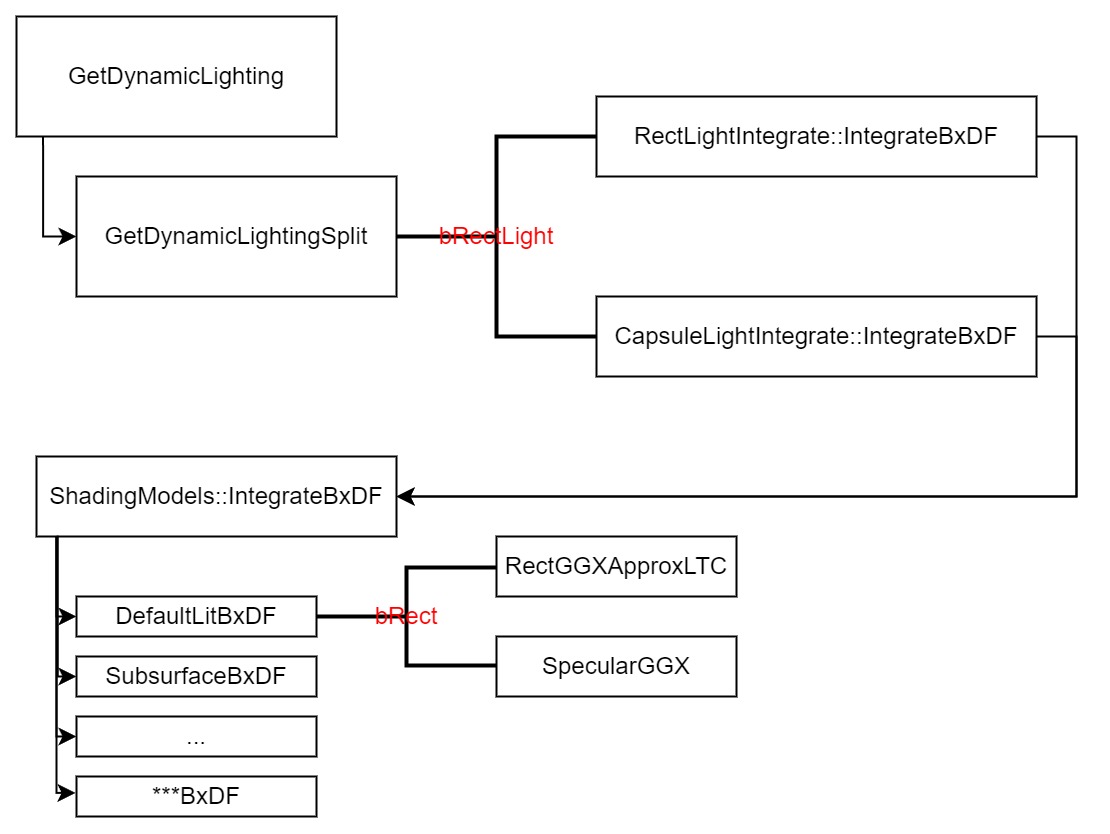 GetDynamicLighting
GetDynamicLightingSplit
bRectLight
RectLightIntegrate::IntegrateBxDF
CapsuleLightIntegrate::IntegrateBxDF
ShadingModels::IntegrateBxDF
DefaultLitBxDF
bRect
RectGGXApproxLTC
SpecularGGX
SubsurfaceBxDF
...
***BxDF